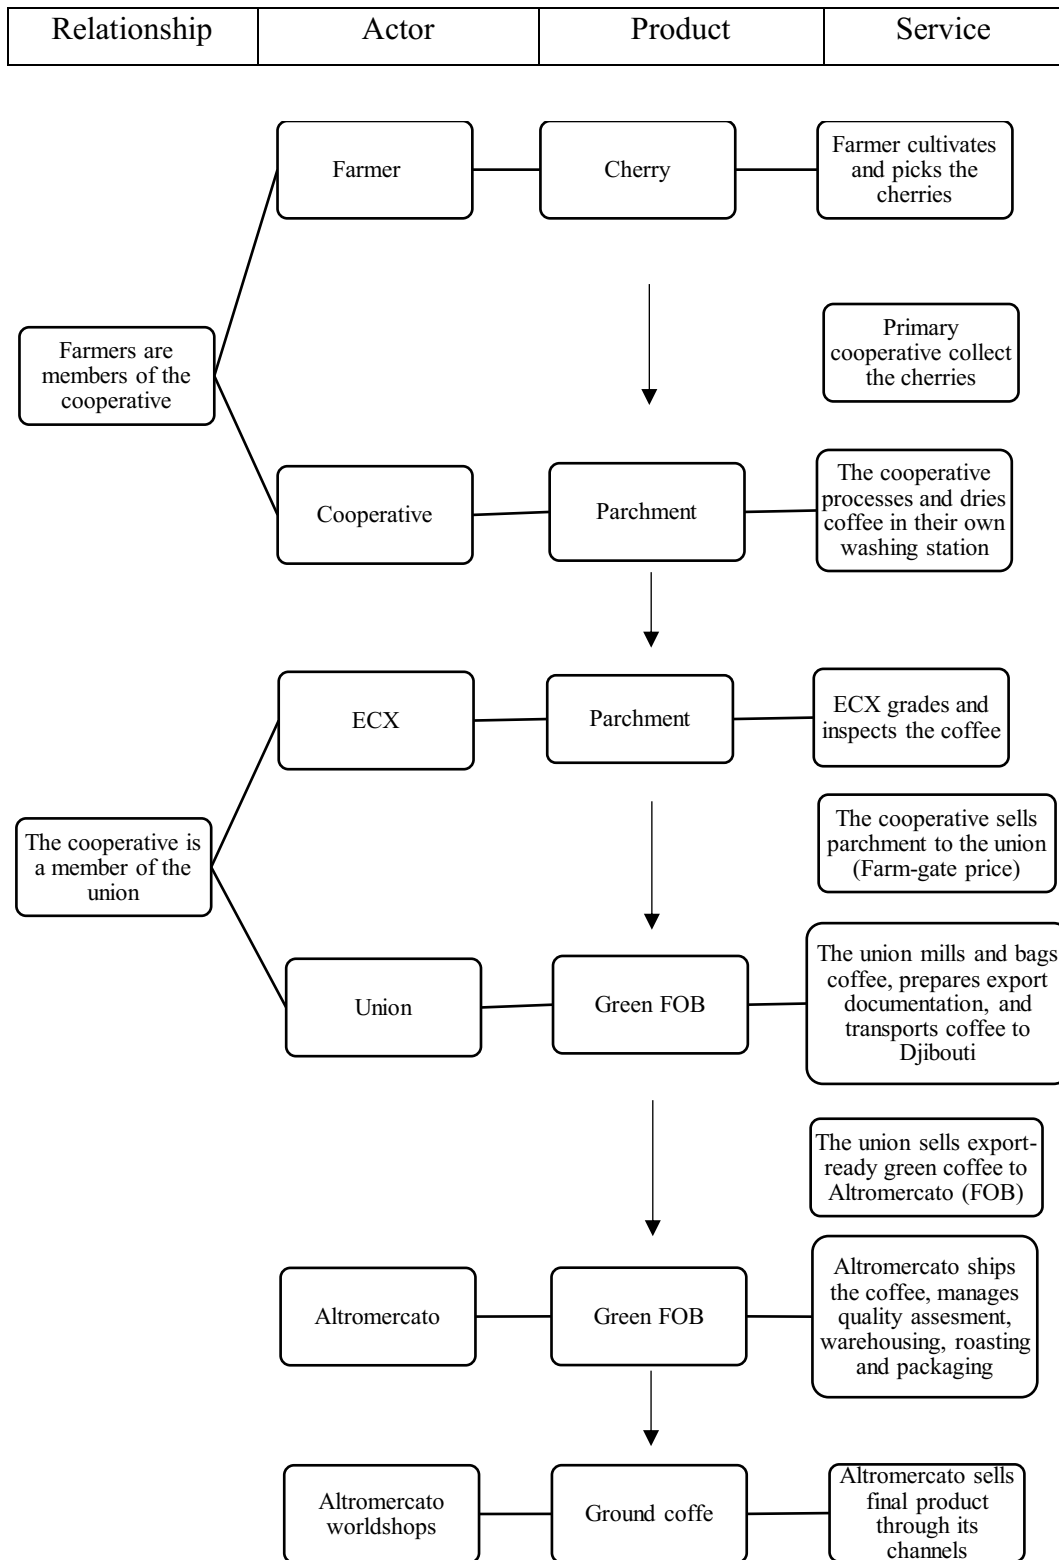 Relationship
Actor
Product
Service
Farmer
Cherry
Farmer cultivates
and picks the
cherries
Farmers are
members of the
cooperative
Primary
cooperative collect
the cherries
Cooperative
Parchment
The cooperative
processes and dries
coffee in their own
washing station
ECX
Parchment
ECX grades and
inspects the coffee
The cooperative is
a member of the
union
The cooperative sells
parchment to the union
(Farm-gate price)
Union
Green FOB
The union mills and bags
coffee, prepares export
documentation, and
transports coffee to
Djibouti
The union sells export-
ready green coffee to
Altromercato (FOB)
Altromercato
Green FOB
Altromercato ships
the coffee, manages
quality assesment,
warehousing, roasting
and packaging
Altromercato
worldshops
Ground coffe
Altromercato sells
final product
through its
channels